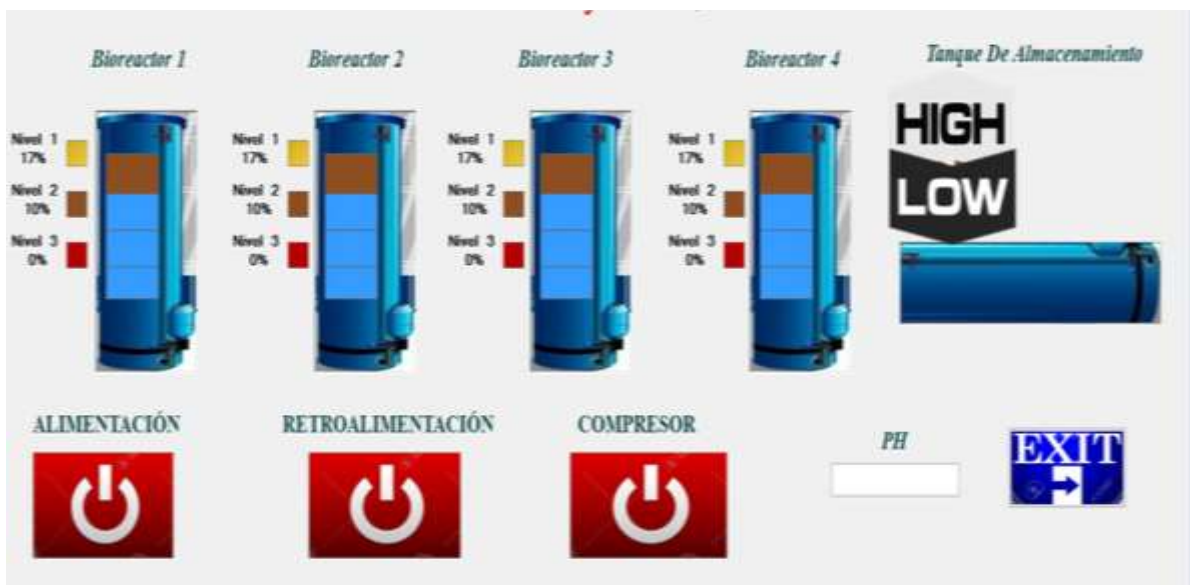 Bioreactor 1
Bioreactor 2
Bioreactor 3
Bioreactor 4
Tanque De Almacenamiento
Nivel 1
17%
Nivel 2
10%
Nivel 3
0%
Nivel 1
17%
Nivel 2
10%
Nivel 3
0%
Nivel 1
17%
Nivel 2
10%
Nivel 3
0%
Nivel 1
17%
Nivel 2
10%
Nivel 3
0%
HIGH
LOW
ALIMENTACIÓN
RETROALIMENTACIÓN
COMPRESOR
PH
EXIT